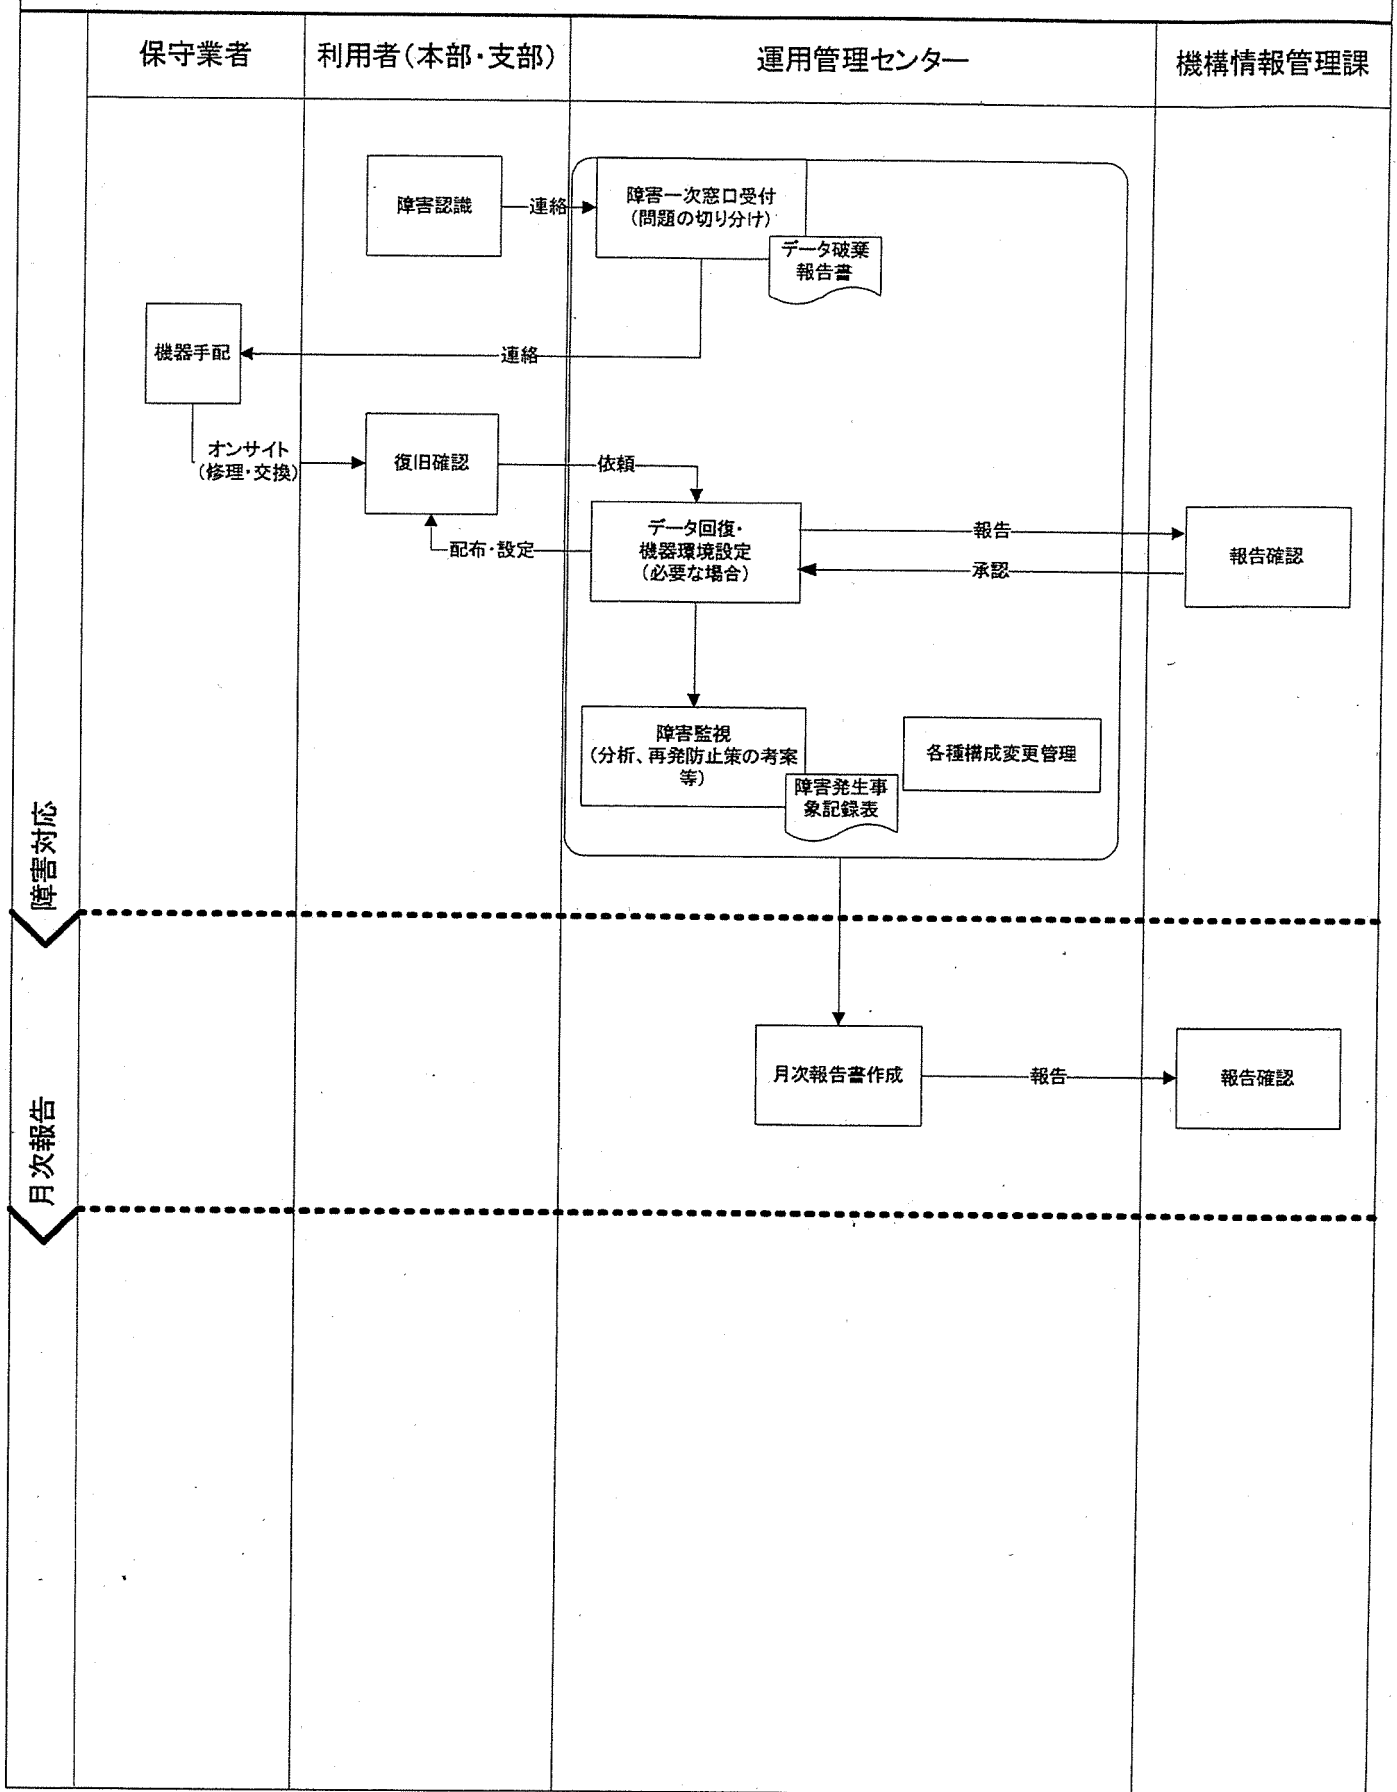 保守業者
利用者(本部・支部)
運用管理センター
機構情報管理課
障害認識
連絡
障害一次窓口受付
(問題の切り分け)
データ破棄
報告書
機器手配
連絡
オンサイト
(修理・交換)
復旧確認
依頼
データ回復・
機器環境設定
(必要な場合)
配布・設定
報告
承認
報告確認
障害監視
(分析、再発防止策の考案
等)
障害発生事
象記録表
各種構成変更管理
障害対応
月次報告書作成
報告
報告確認
月次報告